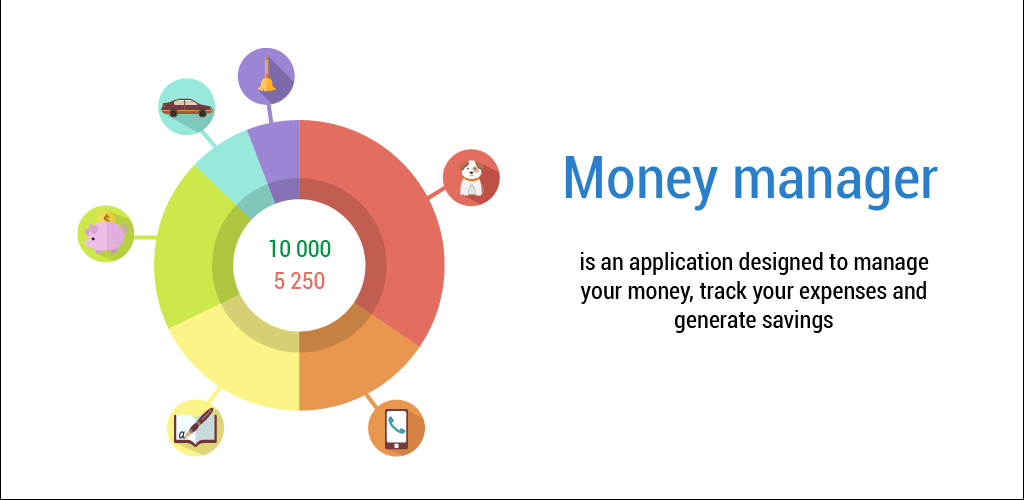 10 000
5 250
a
Money manager
is an application designed to manage
your money, track your expenses and
generate savings